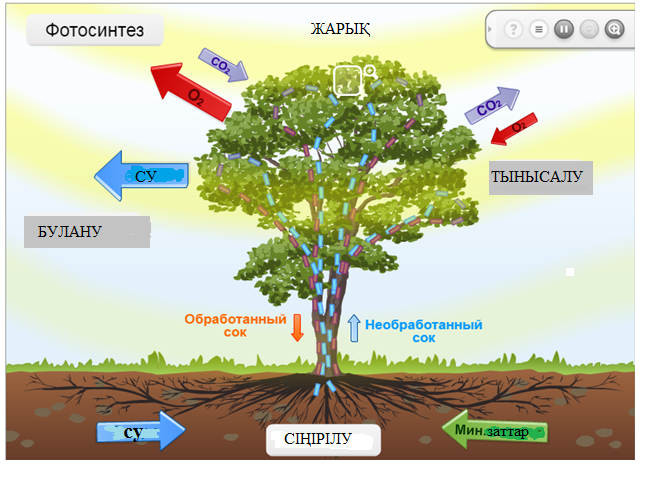 Фотосинтез
ЖАРЫҚ
CO₂
O₂
CO₂
O₂
СУ
ТЫНЫСАЛУ
БУЛАНУ
Обработанный
сок
Необработанный
сок
су
СІҢІРІЛУ
Мин.заттар